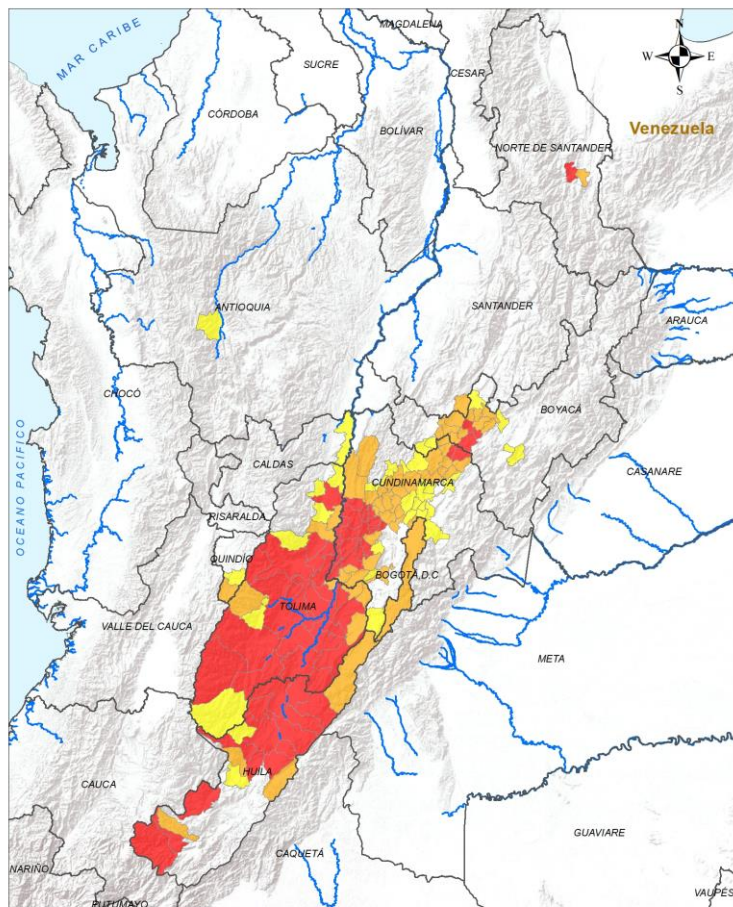 MAGDALENA
N
MAR CARIBE
SUCRE
CESAR
W
E
S
CÓRDOBA
BOLÍVAR
Venezuela
NORTE DE SANTANDER
ANTIOQUIA
SANTANDER
ARAUCA
CHOCÓ
BOYACÁ
OCEANO PACIFICO
CALDAS
CUNDINAMARCA
CASANARE
RISARALDA
QUINDÍO
BOGOTÁ,D.C
TOLIMA
VALLE DEL CAUCA
META
HUILA
CAUCA
GUAVIARE
NARIÑO
CAQUETÁ
PUTUMAYO
VAUPÉS